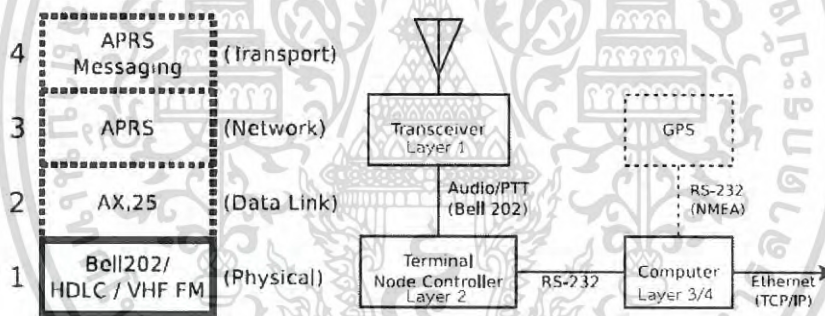 4
APRS
Messaging
(Transport)
3
APRS
(Network)
2
AX,25
(Data Link)
1
Bell202/
HDLC / VHF FM
(Physical)
Transceiver
Layer 1
GPS
Audio/PTT
(Bell 202)
RS-232
(NMEA)
Terminal
Node Controller
Layer 2
RS-232
Computer
Layer 3/4
Ethernet
(TCP/IP)